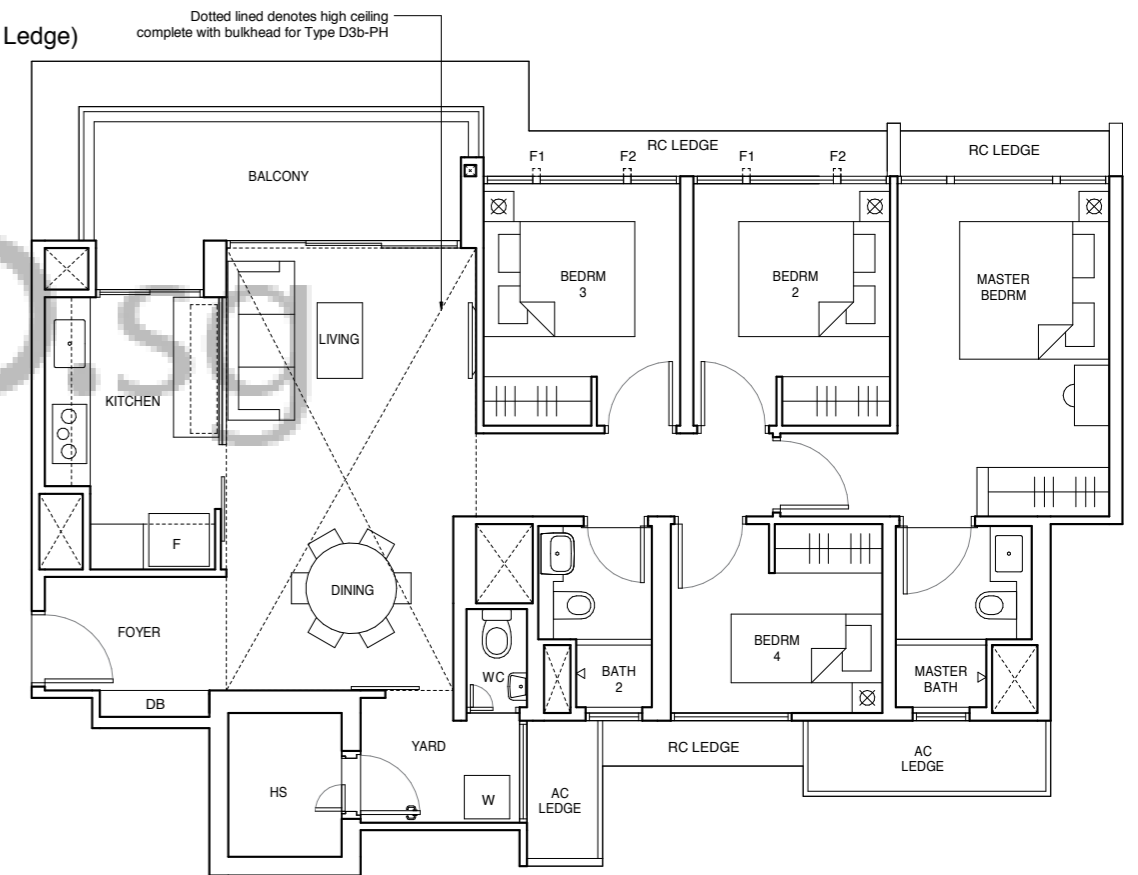 Dotted lined denotes high ceiling
complete with bulkhead for Type D3b-PH
Ledge)
RC LEDGE
RC LEDGE
F1
F2
F1
F2
BALCONY
BEDRM
3
BEDRM
2
MASTER
BEDRM
LIVING
KITCHEN
.sg
F
DINING
FOYER
BEDRM
4
WC
BATH
2
MASTER
BATH
DB
YARD
RC LEDGE
AC
LEDGE
HS
W
AC
LEDGE